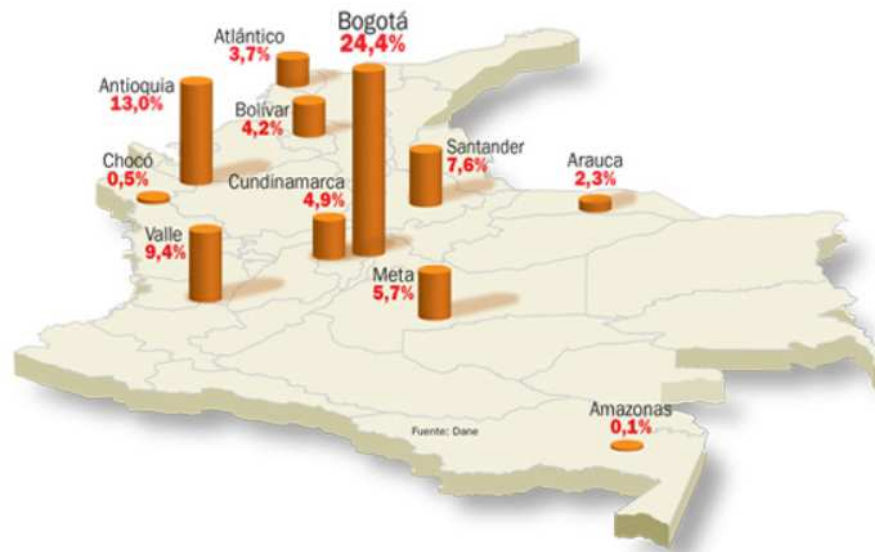 Bogotá
24,4%
Atlántico
3,7%
Antioquia
13,0%
Bolívar
4,2%
Santander
7,6%
Arauca
2,3%
Chocó
0,5%
Cundinamarca
4,9%
Valle
9,4%
Meta
5,7%
Amazonas
0,1%
Fuente: Dane